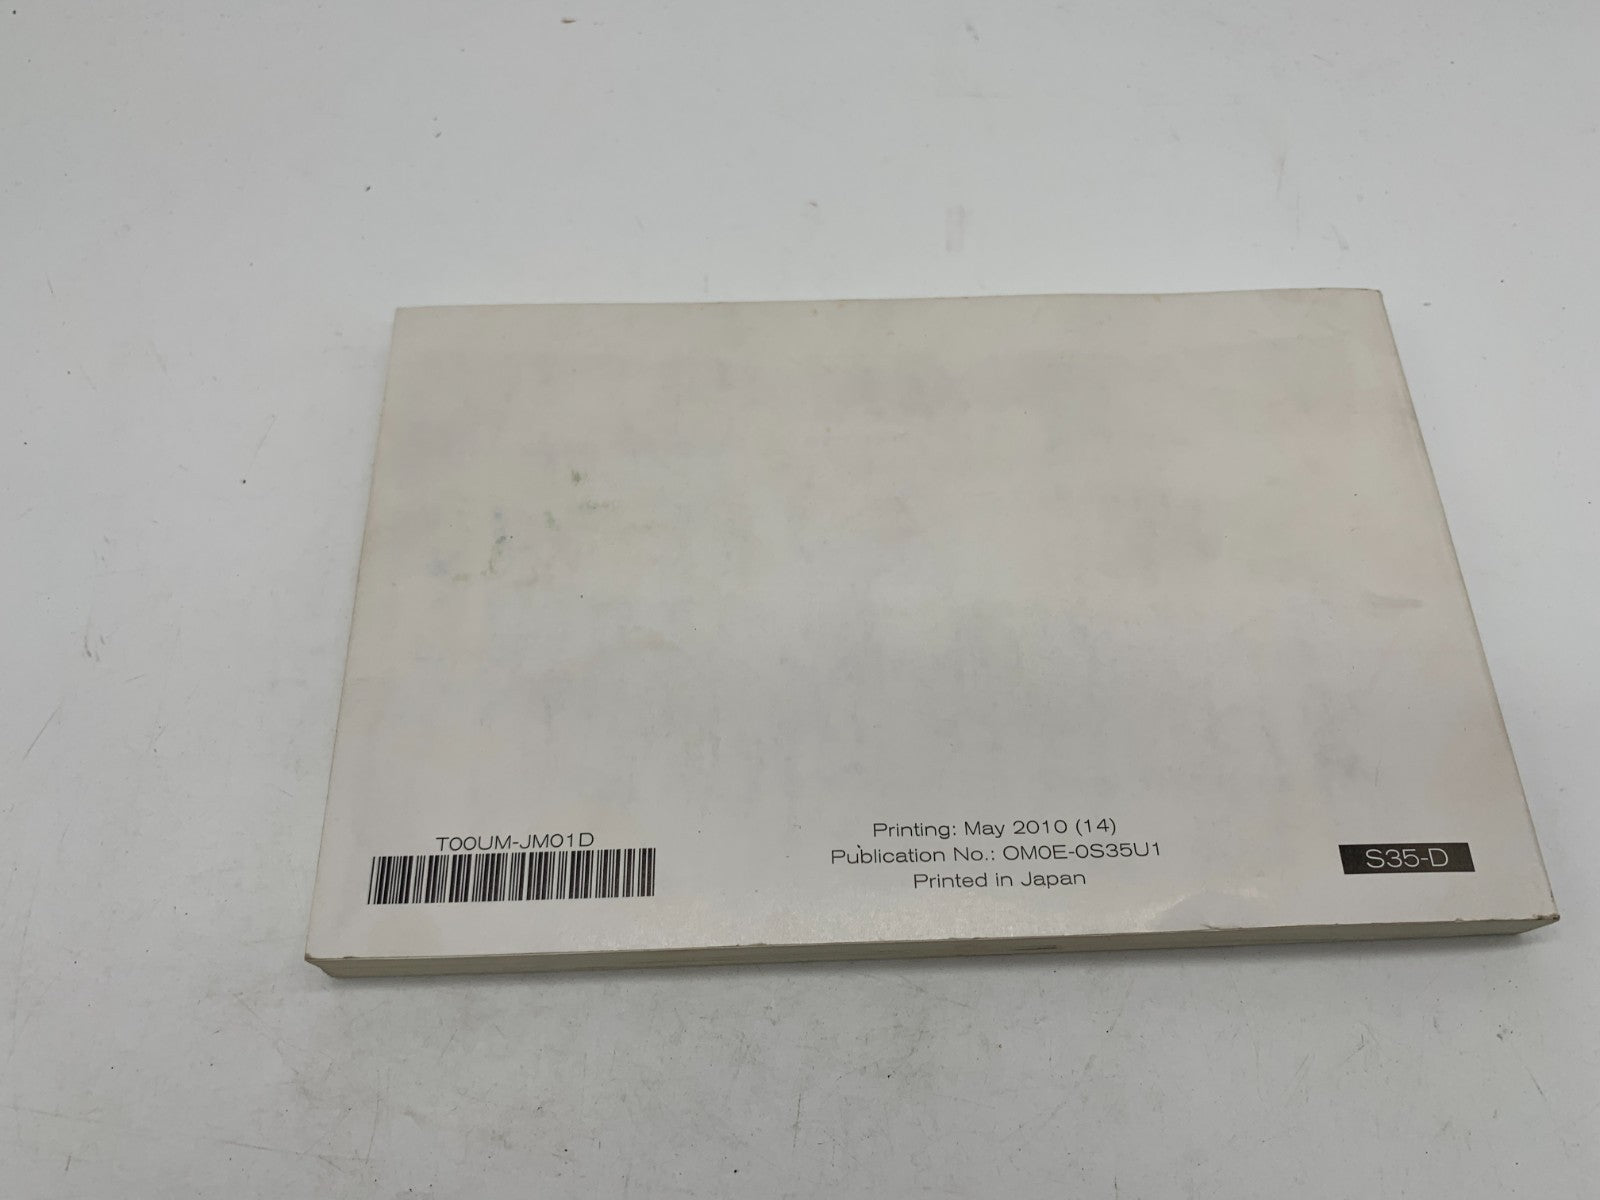 T00UM-JM01D
Printing: May 2010 (14)
Publication No.: OM0E-0S35U1
Printed in Japan
S35-D